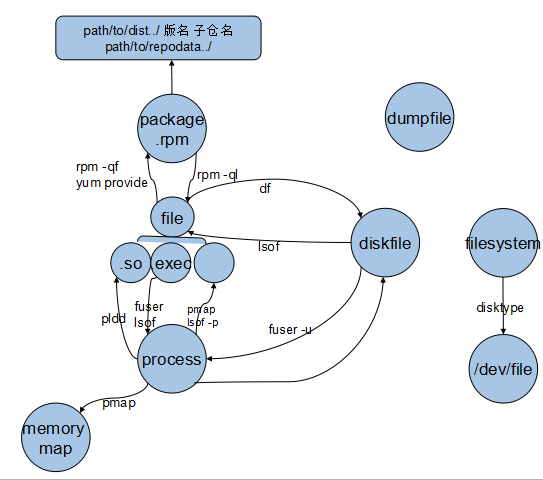 path/to/dist../ 版名 子仓名
path/to/repodata../
package
.rpm
dumpfile
rpm -qf
yum provide
rpm -ql
df
file
lsof
diskfile
filesystem
.so
exec
disktype
pldd
fuser
lsof
pmap
lsof -p
fuser -u
process
/dev/file
pmap
memory
map